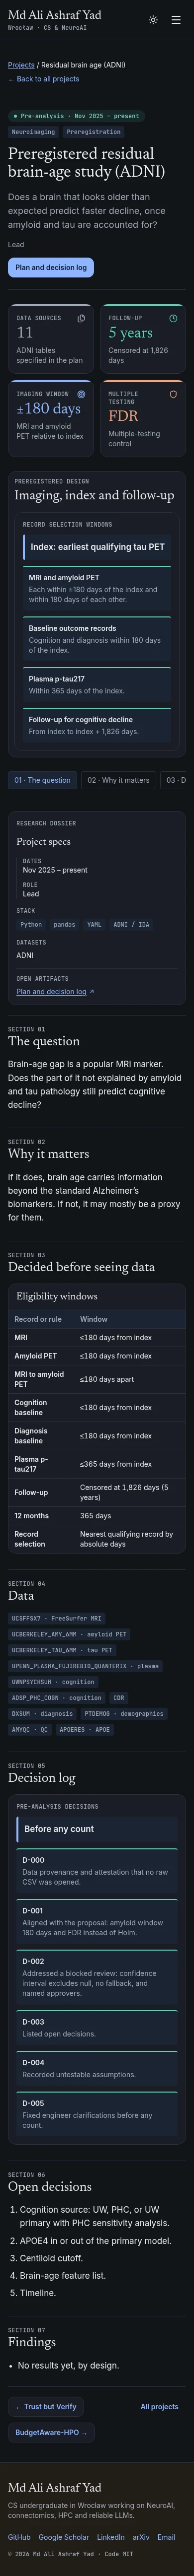 Md Ali Ashraf Yad
Wrocław · CS & NeuroAI
Projects / Residual brain age (ADNI)
← Back to all projects
Pre-analysis · Nov 2025 – present
Neuroimaging Preregistration
Preregistered residual
brain-age study (ADNI)
Does a brain that looks older than
expected predict faster decline, once
amyloid and tau are accounted for?
Lead
Plan and decision log
DATA SOURCES
11
ADNI tables
specified in the plan
FOLLOW-UP
5 years
Censored at 1,826
days
IMAGING WINDOW
±180 days
MRI and amyloid
PET relative to index
MULTIPLE
TESTING
FDR
Multiple-testing
control
PREREGISTERED DESIGN
Imaging, index and follow-up
RECORD SELECTION WINDOWS
Index: earliest qualifying tau PET
MRI and amyloid PET
Each within ±180 days of the index and
within 180 days of each other.
Baseline outcome records
Cognition and diagnosis within 180 days
of the index.
Plasma p-tau217
Within 365 days of the index.
Follow-up for cognitive decline
From index to index + 1,826 days.
01 · The question 02 · Why it matters 03 · D
RESEARCH DOSSIER
Project specs
DATES
Nov 2025 – present
ROLE
Lead
STACK
Python pandas YAML ADNI / IDA
DATASETS
ADNI
OPEN ARTIFACTS
Plan and decision log ↗
SECTION 01
The question
Brain-age gap is a popular MRI marker.
Does the part of it not explained by amyloid
and tau pathology still predict cognitive
decline?
SECTION 02
Why it matters
If it does, brain age carries information
beyond the standard Alzheimer's
biomarkers. If not, it may mostly be a proxy
for them.
SECTION 03
Decided before seeing data
Eligibility windows
Record or rule Window
MRI ≤180 days from index
Amyloid PET ≤180 days from index
MRI to amyloid
PET ≤180 days apart
Cognition
baseline ≤180 days from index
Diagnosis
baseline ≤180 days from index
Plasma p-
tau217 ≤365 days from index
Follow-up Censored at 1,826 days (5
years)
12 months 365 days
Record
selection Nearest qualifying record by
absolute days
SECTION 04
Data
UCSFFSX7 · FreeSurfer MRI
UCBERKELEY_AMY_6MM · amyloid PET
UCBERKELEY_TAU_6MM · tau PET
UPENN_PLASMA_FUJIREBIO_QUANTERIX · plasma
UWNPSYCHSUM · cognition
ADSP_PHC_COGN · cognition CDR
DXSUM · diagnosis PTDEMOG · demographics
AMYQC · QC APOERES · APOE
SECTION 05
Decision log
PRE-ANALYSIS DECISIONS
Before any count
D-000
Data provenance and attestation that no raw
CSV was opened.
D-001
Aligned with the proposal: amyloid window
180 days and FDR instead of Holm.
D-002
Addressed a blocked review: confidence
interval excludes null, no fallback, and
named approvers.
D-003
Listed open decisions.
D-004
Recorded untestable assumptions.
D-005
Fixed engineer clarifications before any
count.
SECTION 06
Open decisions
1. Cognition source: UW, PHC, or UW
primary with PHC sensitivity analysis.
2. APOE4 in or out of the primary model.
3. Centiloid cutoff.
4. Brain-age feature list.
5. Timeline.
SECTION 07
Findings
• No results yet, by design.
← Trust but Verify
All projects
BudgetAware-HPO →
Md Ali Ashraf Yad
CS undergraduate in Wrocław working on NeuroAI,
connectomics, HPC and reliable LLMs.
GitHub Google Scholar LinkedIn arXiv Email
© 2026 Md Ali Ashraf Yad · Code MIT